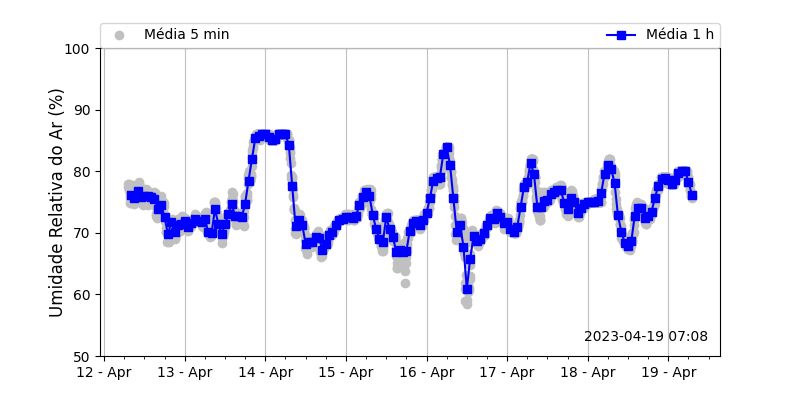 Média 5 min
Média 1 h
Umidade Relativa do Ar (%)
100
90
80
70
60
50
2023-04-19 07:08
12 - Apr
13 - Apr
14 - Apr
15 - Apr
16 - Apr
17 - Apr
18 - Apr
19 - Apr